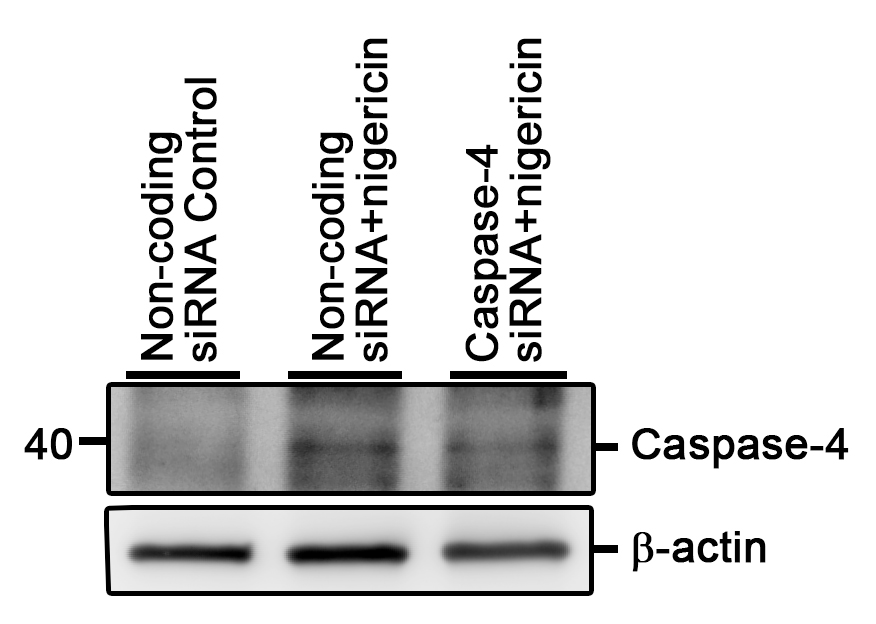 Non-coding
siRNA Control
Non-coding
siRNA+nigericin
Caspase-4
siRNA+nigericin
40
Caspase-4
β-actin